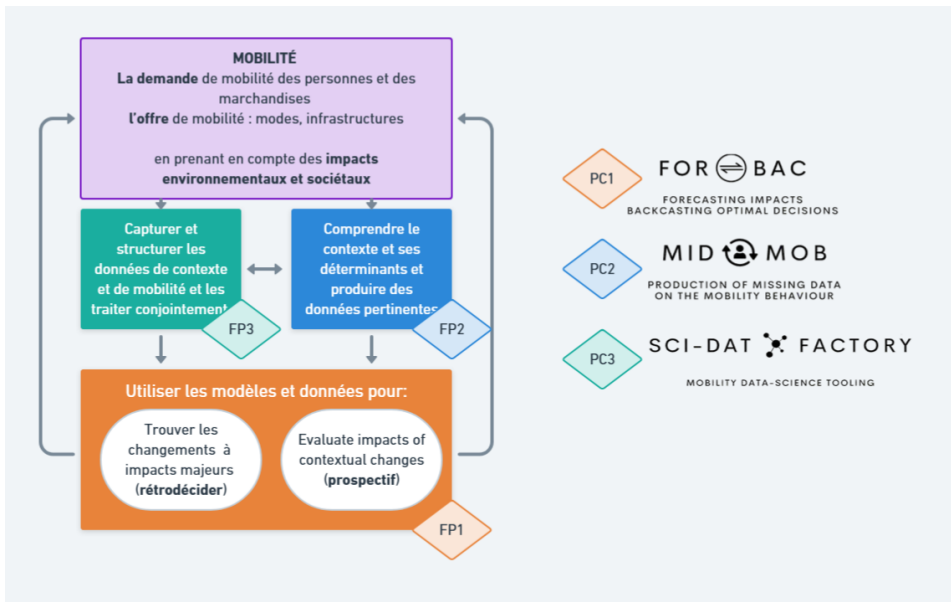 MOBILITÉ
La demande de mobilité des personnes et des
marchandises
l'offre de mobilité : modes, infrastructures
en prenant en compte des impacts
environnementaux et sociétaux
Capturer et
structurer les
données de contexte
et de mobilité et les
traiter conjointement
FP3
Comprendre le
contexte et ses
déterminants et
produire des
données pertinentes
FP2
Utiliser les modèles et données pour:
Trouver les
changements à
impacts majeurs
(rétrodécider)
Evaluate impacts of
contextual changes
(prospectif)
FP1
PC1
FOR BAC
FORECASTING IMPACTS
BACKCASTING OPTIMAL DECISIONS
PC2
MID MOB
PRODUCTION OF MISSING DATA
ON THE MOBILITY BEHAVIOUR
PC3
SCI-DAT FACTORY
MOBILITY DATA-SCIENCE TOOLING